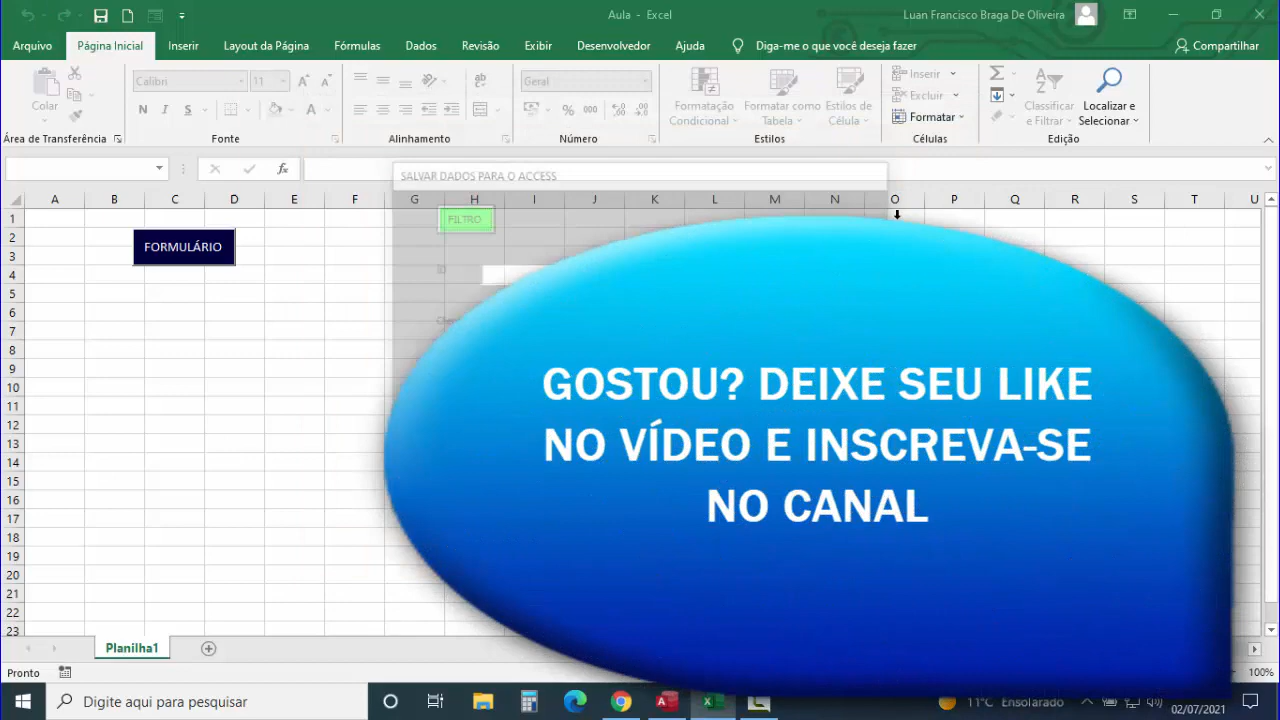 Aula - Excel
Luan Francisco Braga De Oliveira
Arquivo Página Inicial Inserir Layout da Página Fórmulas Dados Revisão Exibir Desenvolvedor Ajuda Diga-me o que você deseja fazer Compartilhar
Colar
Calibri 11
N I S
A
Geral
% 000
Formatação Condicional
Formatar como Tabela
Estilos de Célula
Inserir
Excluir
Formatar
Classificar e Filtrar
Localizar e Selecionar
Área de Transferência Fonte Alinhamento Número Estilos Células Edição
fx
SALVAR DADOS PARA O ACCESS
A B C D E F G H I J K L M N O P Q R S T U
FILTRO
FORMULÁRIO
1
2
3
4
5
6
7
8
9
10
11
12
13
14
15
16
17
18
19
20
21
22
23
GOSTOU? DEIXE SEU LIKE
NO VÍDEO E INSCREVA-SE
NO CANAL
Planilha1
Pronto
100%
Digite aqui para pesquisar
11°C Ensolarado
02/07/2021